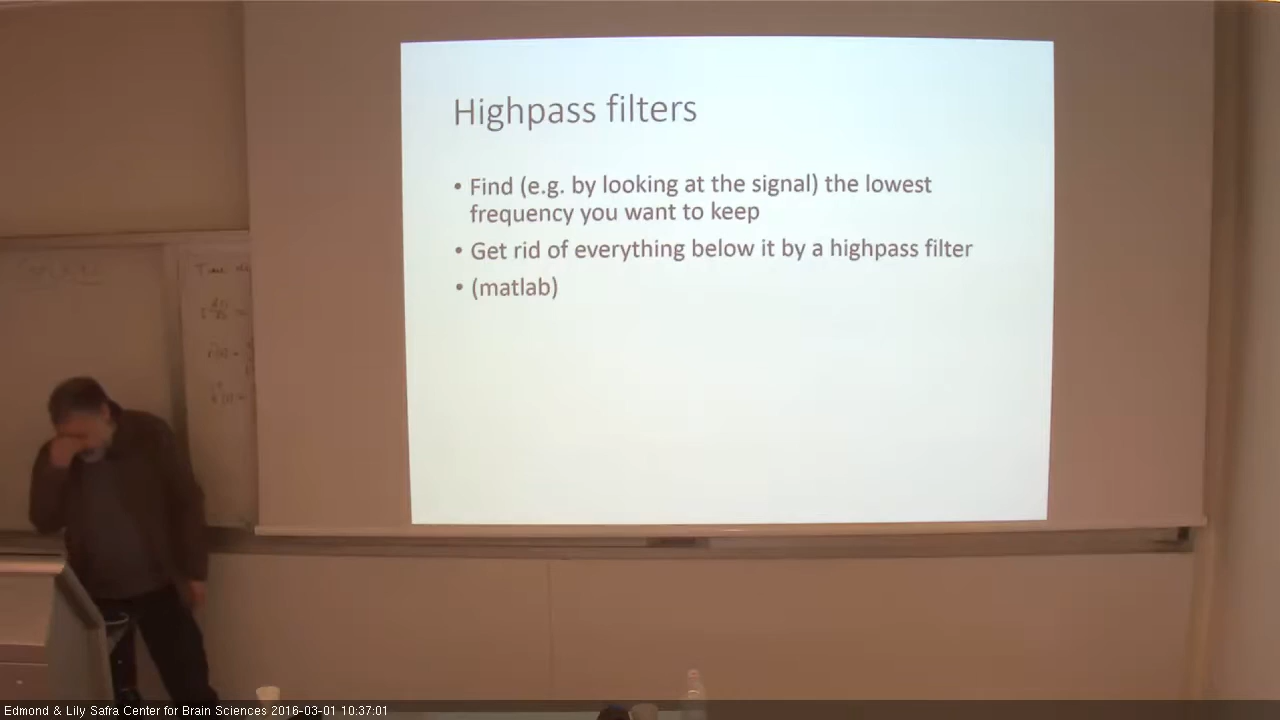 Highpass filters
• Find (e.g. by looking at the signal) the lowest
frequency you want to keep
• Get rid of everything below it by a highpass filter
• (matlab)
Time
Edmond & Lily Safra Center for Brain Sciences 2016-03-01 10:37:01